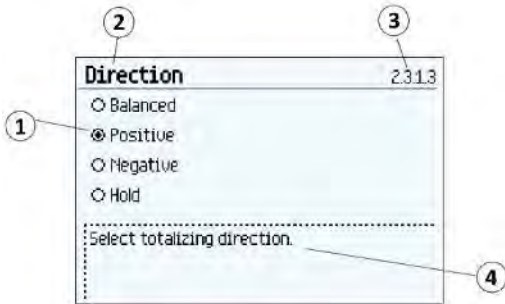 2
3
Direction 2.3.1.3
Balanced
1
Positive
Negative
Hold
Select totalizing direction.
4